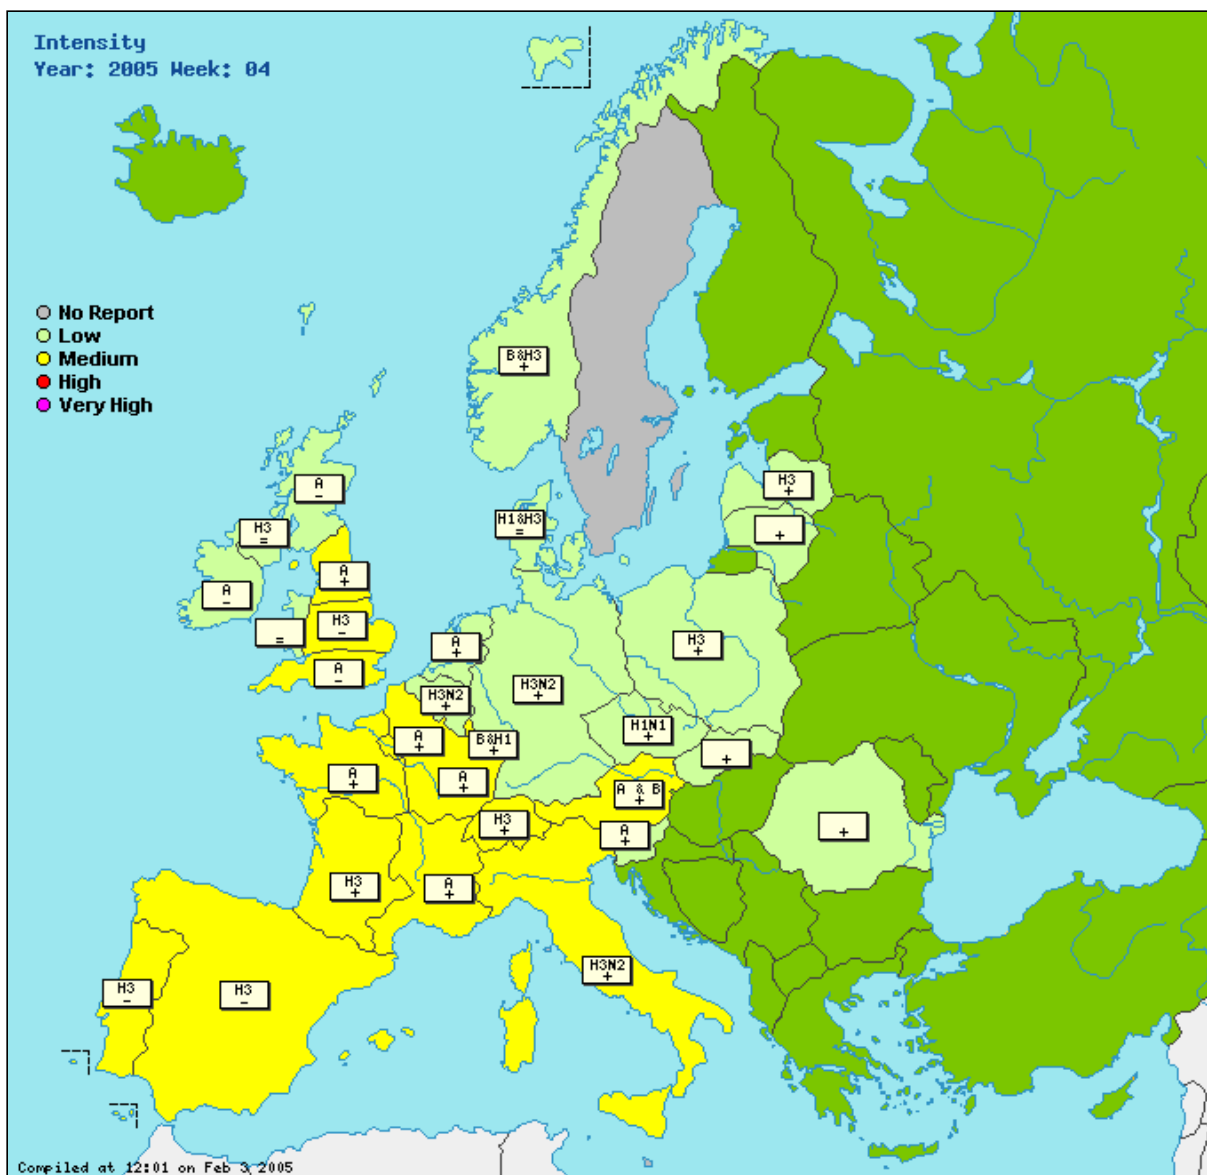 Intensity
Year: 2005 Week: 04
No Report
Low
Medium
High
Very High
B&H3
+
A
–
H3
=
H1&H3
=
H3
+
+
A
–
A
+
H3
–
=
A
–
A
+
H3
+
H3N2
+
H3N2
+
A
+
B&H1
+
H1N1
+
+
A
+
A
+
A & B
+
H3
+
A
+
+
H3
+
A
+
H3N2
+
H3
–
H3
–
Compiled at 12:01 on Feb 3 2005